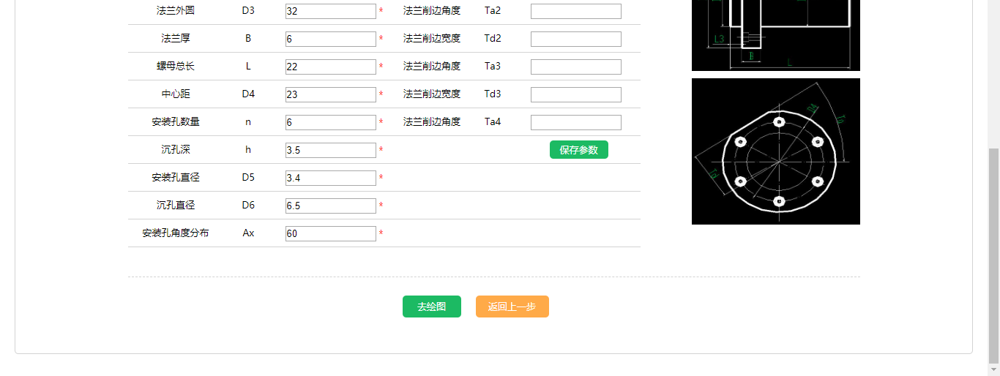 法兰外圆 D3 32 * 法兰削边角度 Ta2
法兰厚 B 6 * 法兰削边宽度 Td2
螺母总长 L 22 * 法兰削边角度 Ta3
中心距 D4 23 * 法兰削边宽度 Td3
安装孔数量 n 6 * 法兰削边角度 Ta4
沉孔深 h 3.5 * 保存参数
安装孔直径 D5 3.4 *
沉孔直径 D6 6.5 *
安装孔角度分布 Ax 60 *
去绘图 返回上一步
L3
B
L
D4
Ta
Td